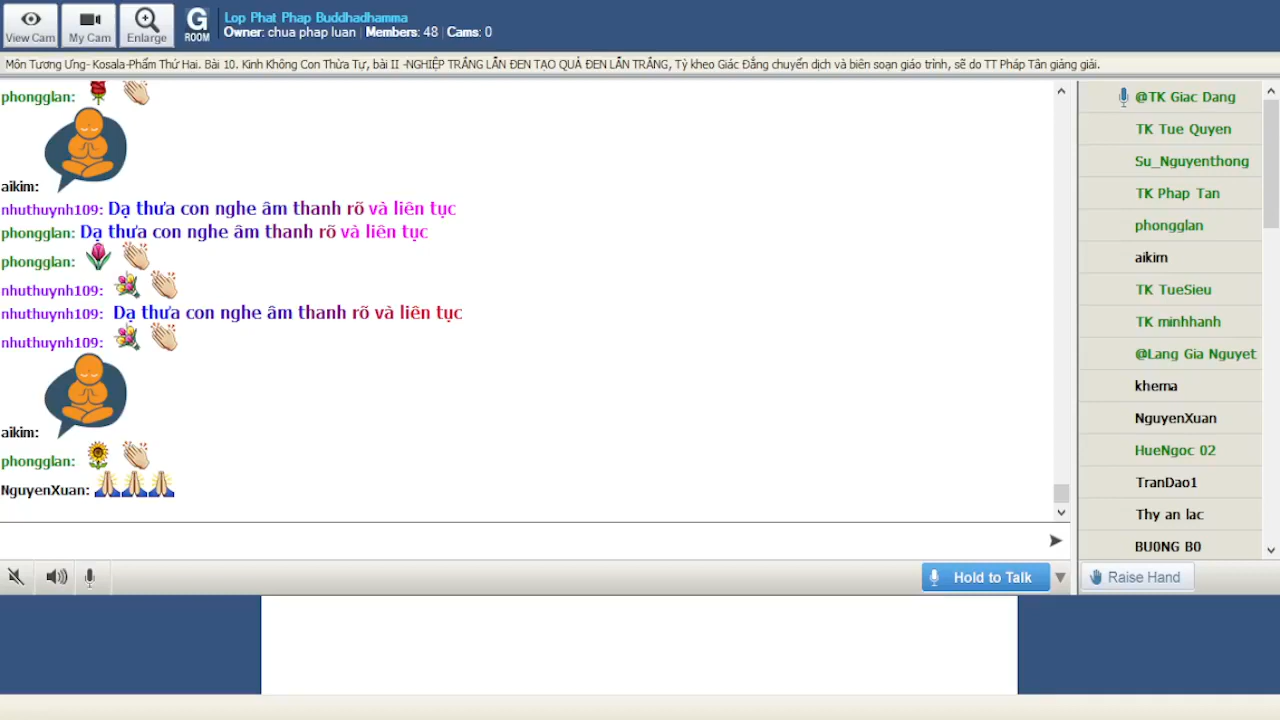 View Cam
My Cam
Enlarge
G
ROOM
Lop Phat Phap Buddhadhamma
Owner: chua phap luan | Members: 48 | Cams: 0
Môn Tương Ưng- Kosala-Phẩm Thứ Hai. Bài 10. Kinh Không Con Thừa Tự, bài II -NGHIỆP TRẮNG LẪN ĐEN TẠO QUẢ ĐEN LẪN TRẮNG, Tỳ kheo Giác Đẳng chuyển dịch và biên soạn giáo trình, sẽ do TT Pháp Tân giảng giải.
phongglan:
aikim:
nhuthuynh109: Dạ thưa con nghe âm thanh rõ và liên tục
phongglan: Dạ thưa con nghe âm thanh rõ và liên tục
phongglan:
nhuthuynh109:
nhuthuynh109: Dạ thưa con nghe âm thanh rõ và liên tục
nhuthuynh109:
aikim:
phongglan:
NguyenXuan:
@TK Giac Dang
TK Tue Quyen
Su_Nguyenthong
TK Phap Tan
phongglan
aikim
TK TueSieu
TK minhhanh
@Lang Gia Nguyet
khema
NguyenXuan
HueNgoc 02
TranDao1
Thy an lac
BU0NG B0
Hold to Talk
Raise Hand